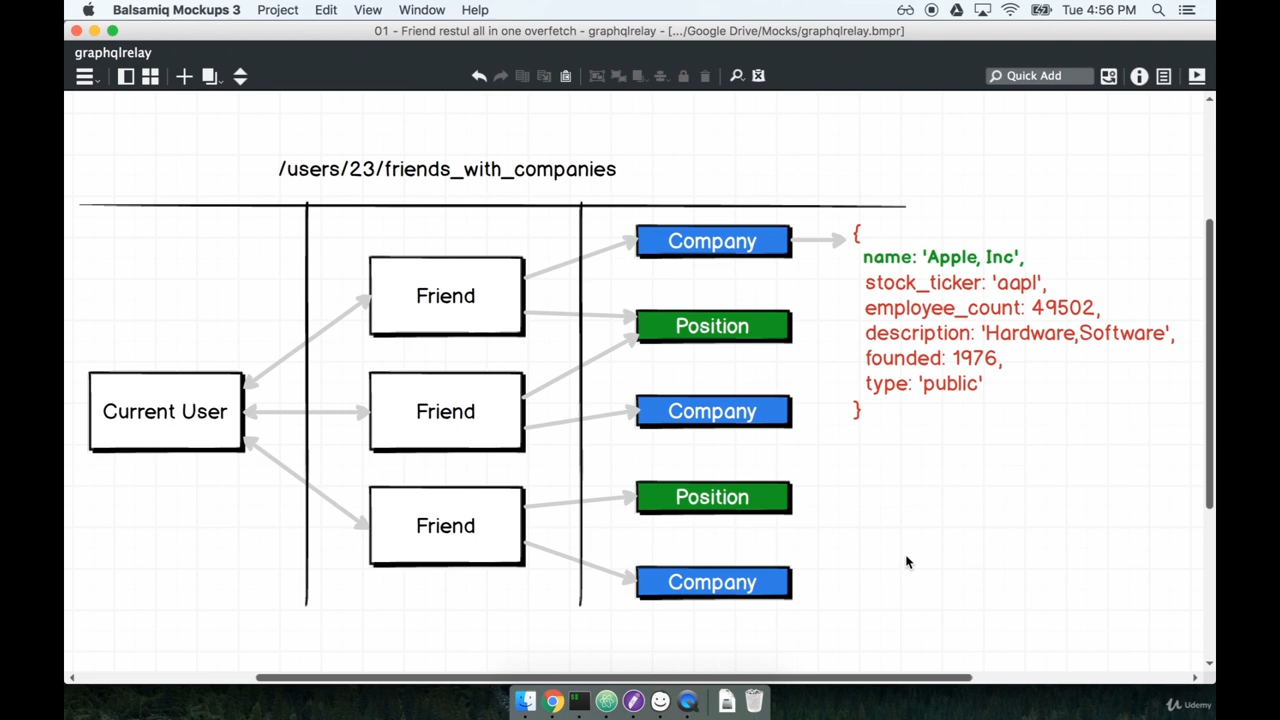 Balsamiq Mockups 3 Project Edit View Window Help Tue 4:56 PM
01 - Friend restul all in one overfetch - graphqlrelay - [.../Google Drive/Mocks/graphqlrelay.bmpr]
graphqlrelay
Quick Add
/users/23/friends_with_companies
Company
{
name: 'Apple, Inc',
stock_ticker: 'aapl',
employee_count: 49502,
description: 'Hardware,Software',
founded: 1976,
type: 'public'
}
Friend
Position
Current User
Friend
Company
Position
Friend
Company
Udemy